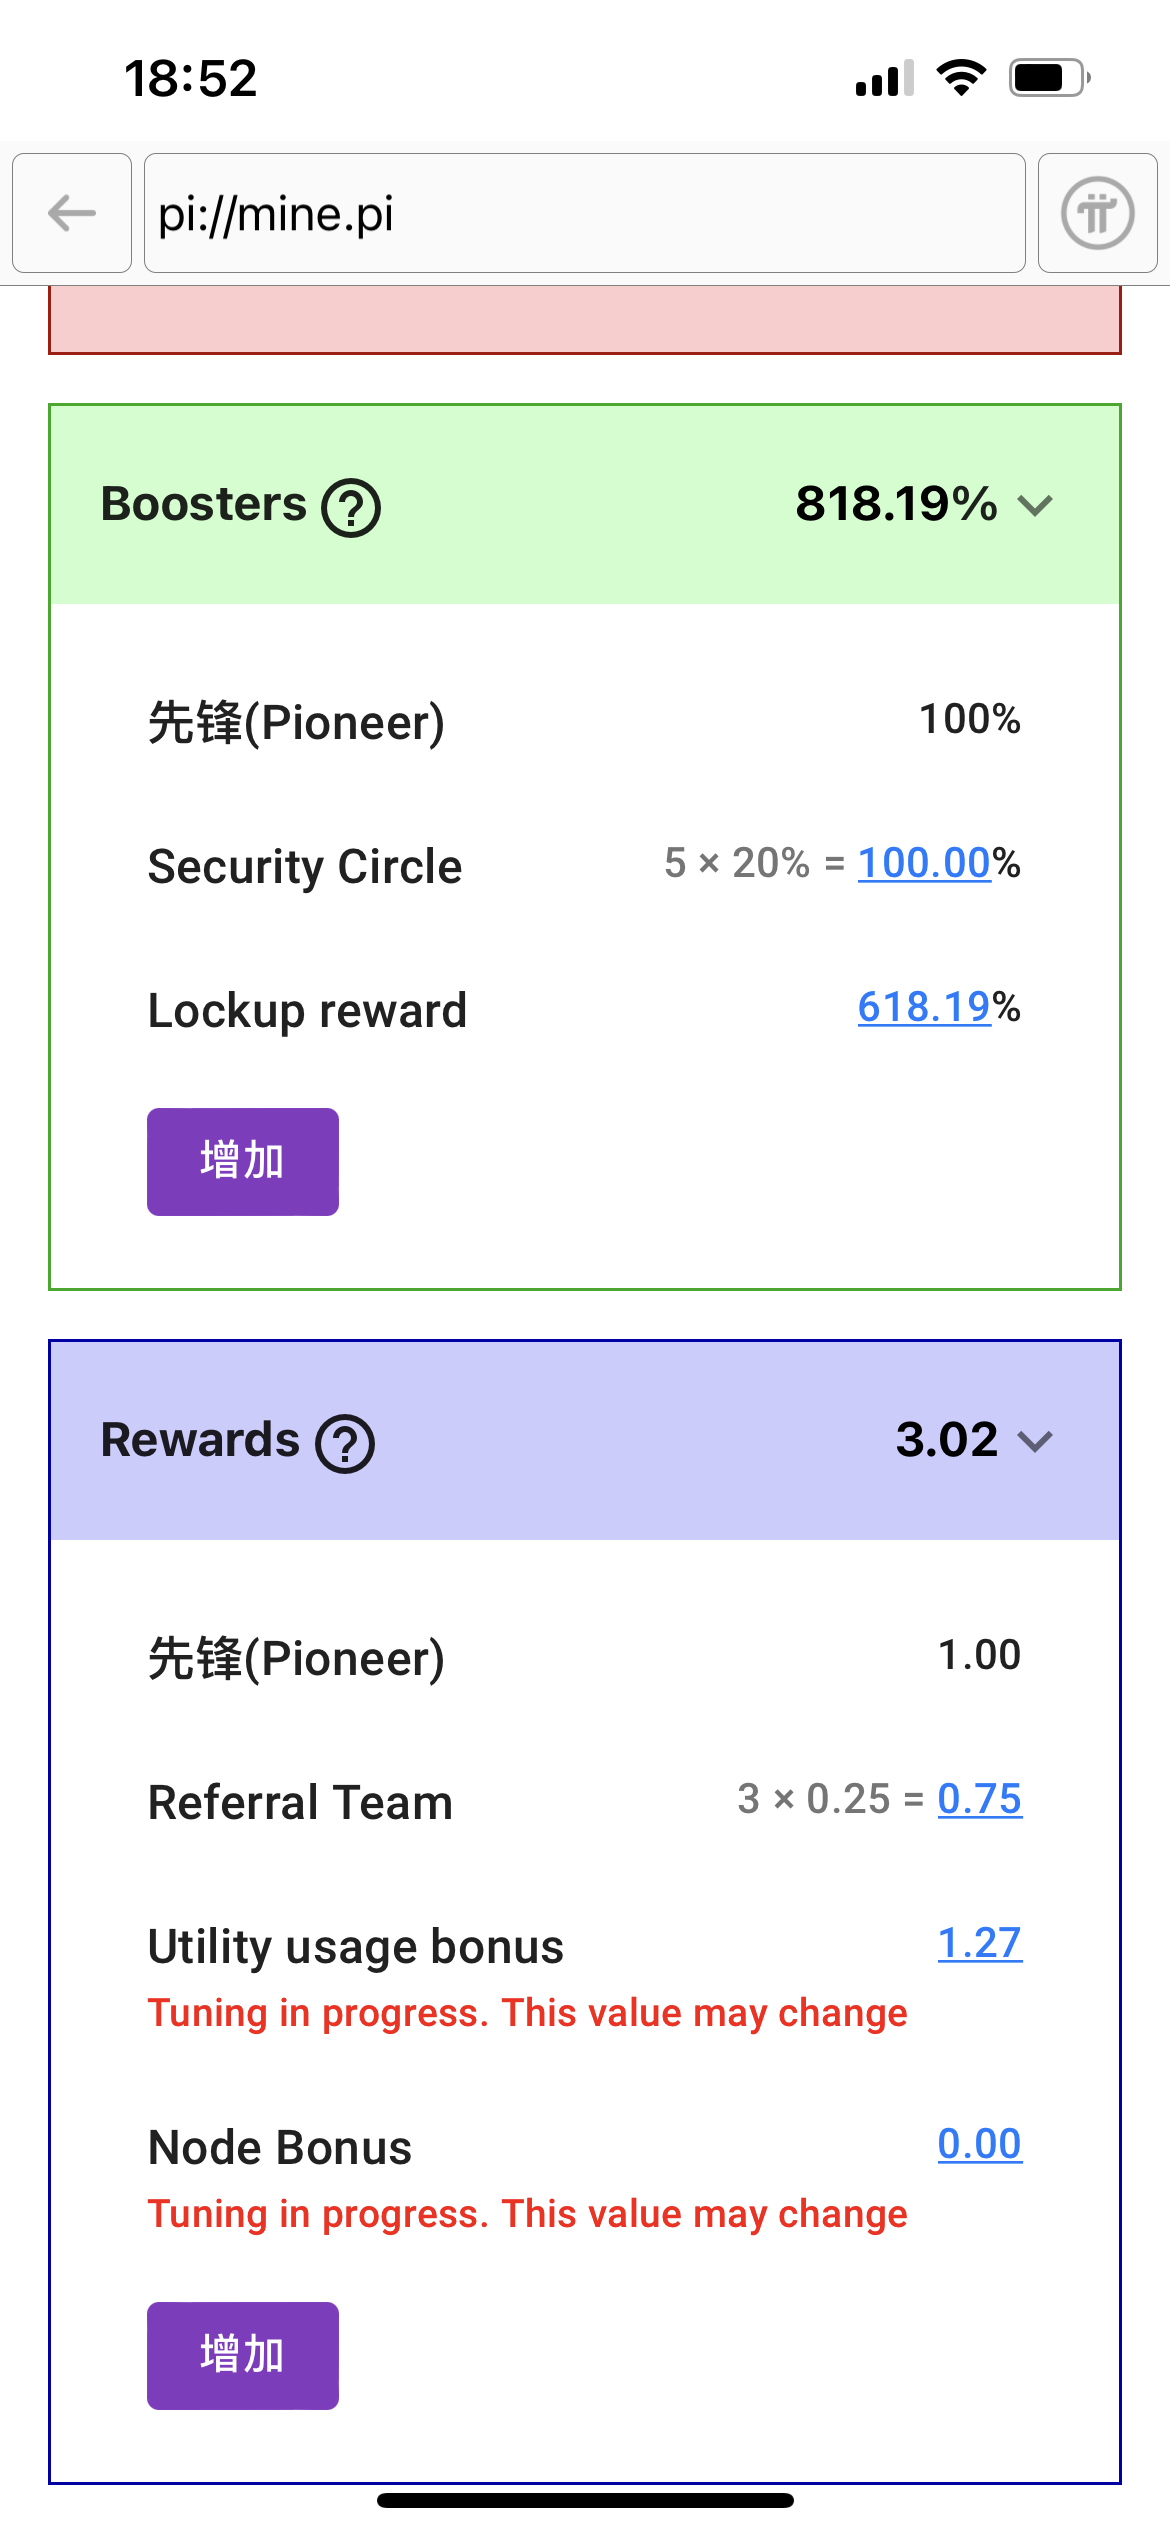 18:52
pi://mine.pi
Boosters ? 818.19%
先锋(Pioneer) 100%
Security Circle 5 × 20% = 100.00%
Lockup reward 618.19%
增加
Rewards ? 3.02
先锋(Pioneer) 1.00
Referral Team 3 × 0.25 = 0.75
Utility usage bonus 1.27
Tuning in progress. This value may change
Node Bonus 0.00
Tuning in progress. This value may change
增加